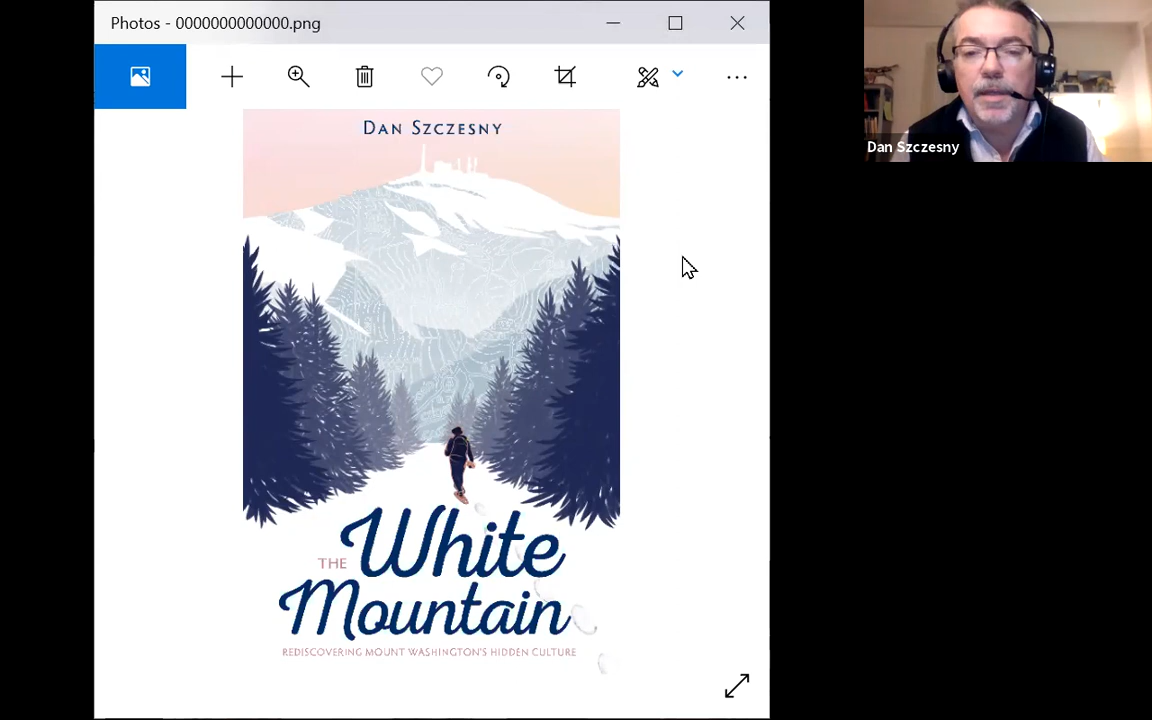 Photos - 0000000000000.png
Dan Szczesny
DAN SZCZESNY
THE White
Mountain
REDISCOVERING MOUNT WASHINGTON'S HIDDEN CULTURE